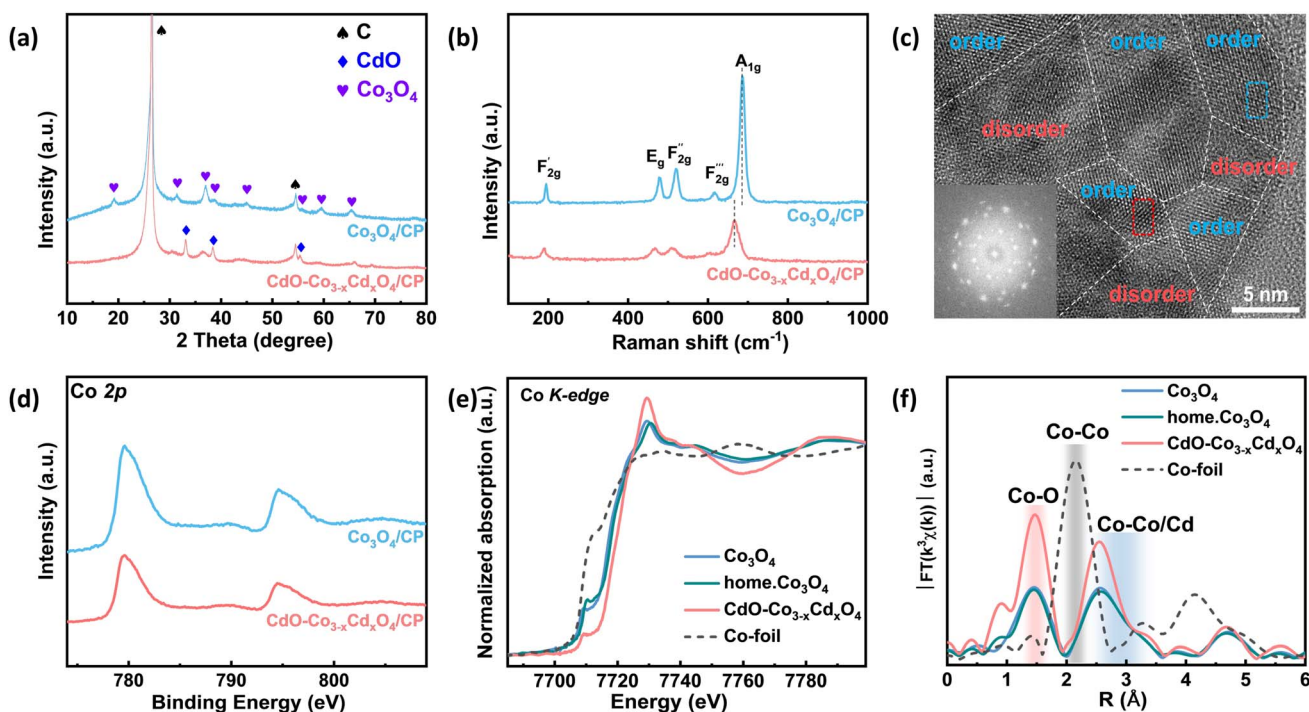 (a)
♠ C
♦ CdO
♥ Co₃O₄
Intensity (a.u.)
Co₃O₄/CP
CdO-Co₃₋ₓCdₓO₄/CP
10 20 30 40 50 60 70 80
2 Theta (degree)
(b)
Intensity (a.u.)
F'₂g
E_g
F''₂g
F'''₂g
A₁g
Co₃O₄/CP
CdO-Co₃₋ₓCdₓO₄/CP
200 400 600 800 1000
Raman shift (cm⁻¹)
(c)
order
order
order
disorder
disorder
order
order
disorder
5 nm
(d)
Co 2p
Intensity (a.u.)
Co₃O₄/CP
CdO-Co₃₋ₓCdₓO₄/CP
780 790 800
Binding Energy (eV)
(e)
Co K-edge
Normalized absorption (a.u.)
Co₃O₄
home.Co₃O₄
CdO-Co₃₋ₓCdₓO₄
Co-foil
7700 7720 7740 7760 7780
Energy (eV)
(f)
|FT(k³χ(k))| (a.u.)
Co₃O₄
home.Co₃O₄
CdO-Co₃₋ₓCdₓO₄
Co-foil
Co-Co
Co-O
Co-Co/Cd
0 1 2 3 4 5 6
R (Å)